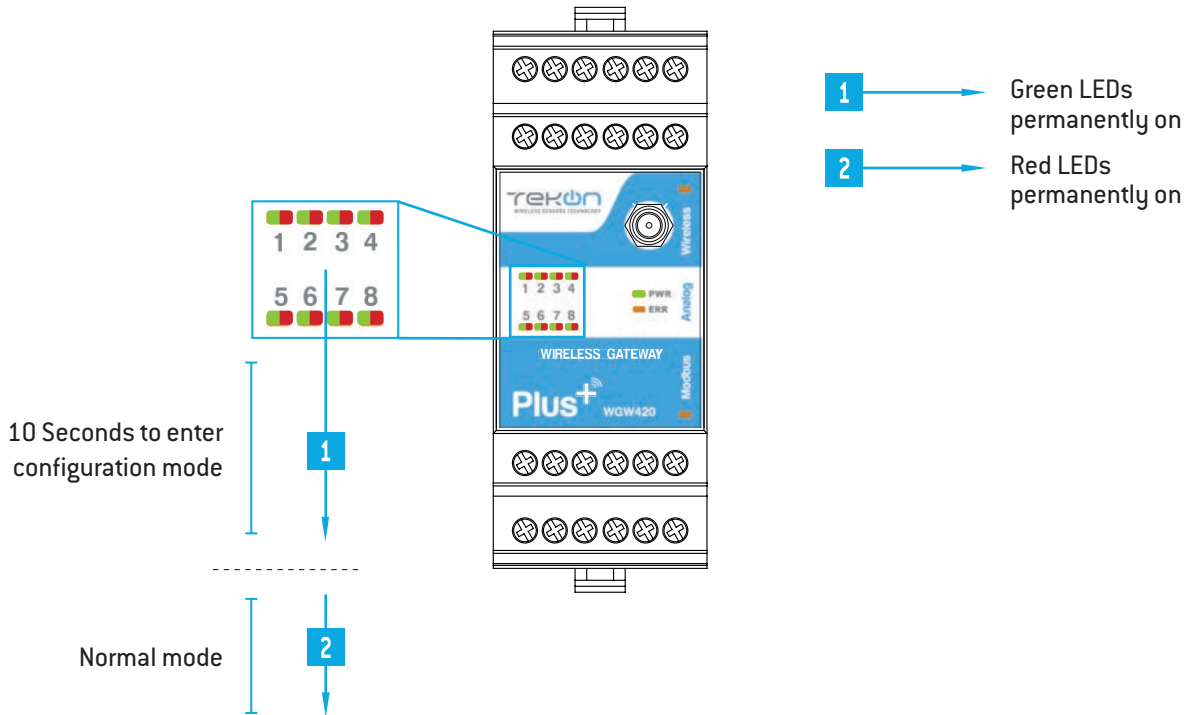 1
Green LEDs
permanently on
2
Red LEDs
permanently on
TEKON
WIRELESS SENSORS TECHNOLOGY
Wireless
1 2 3 4
5 6 7 8
1 2 3 4
5 6 7 8
PWR
ERR
Analog
WIRELESS GATEWAY
Modbus
Plus+
WGW420
10 Seconds to enter
configuration mode
1
Normal mode
2